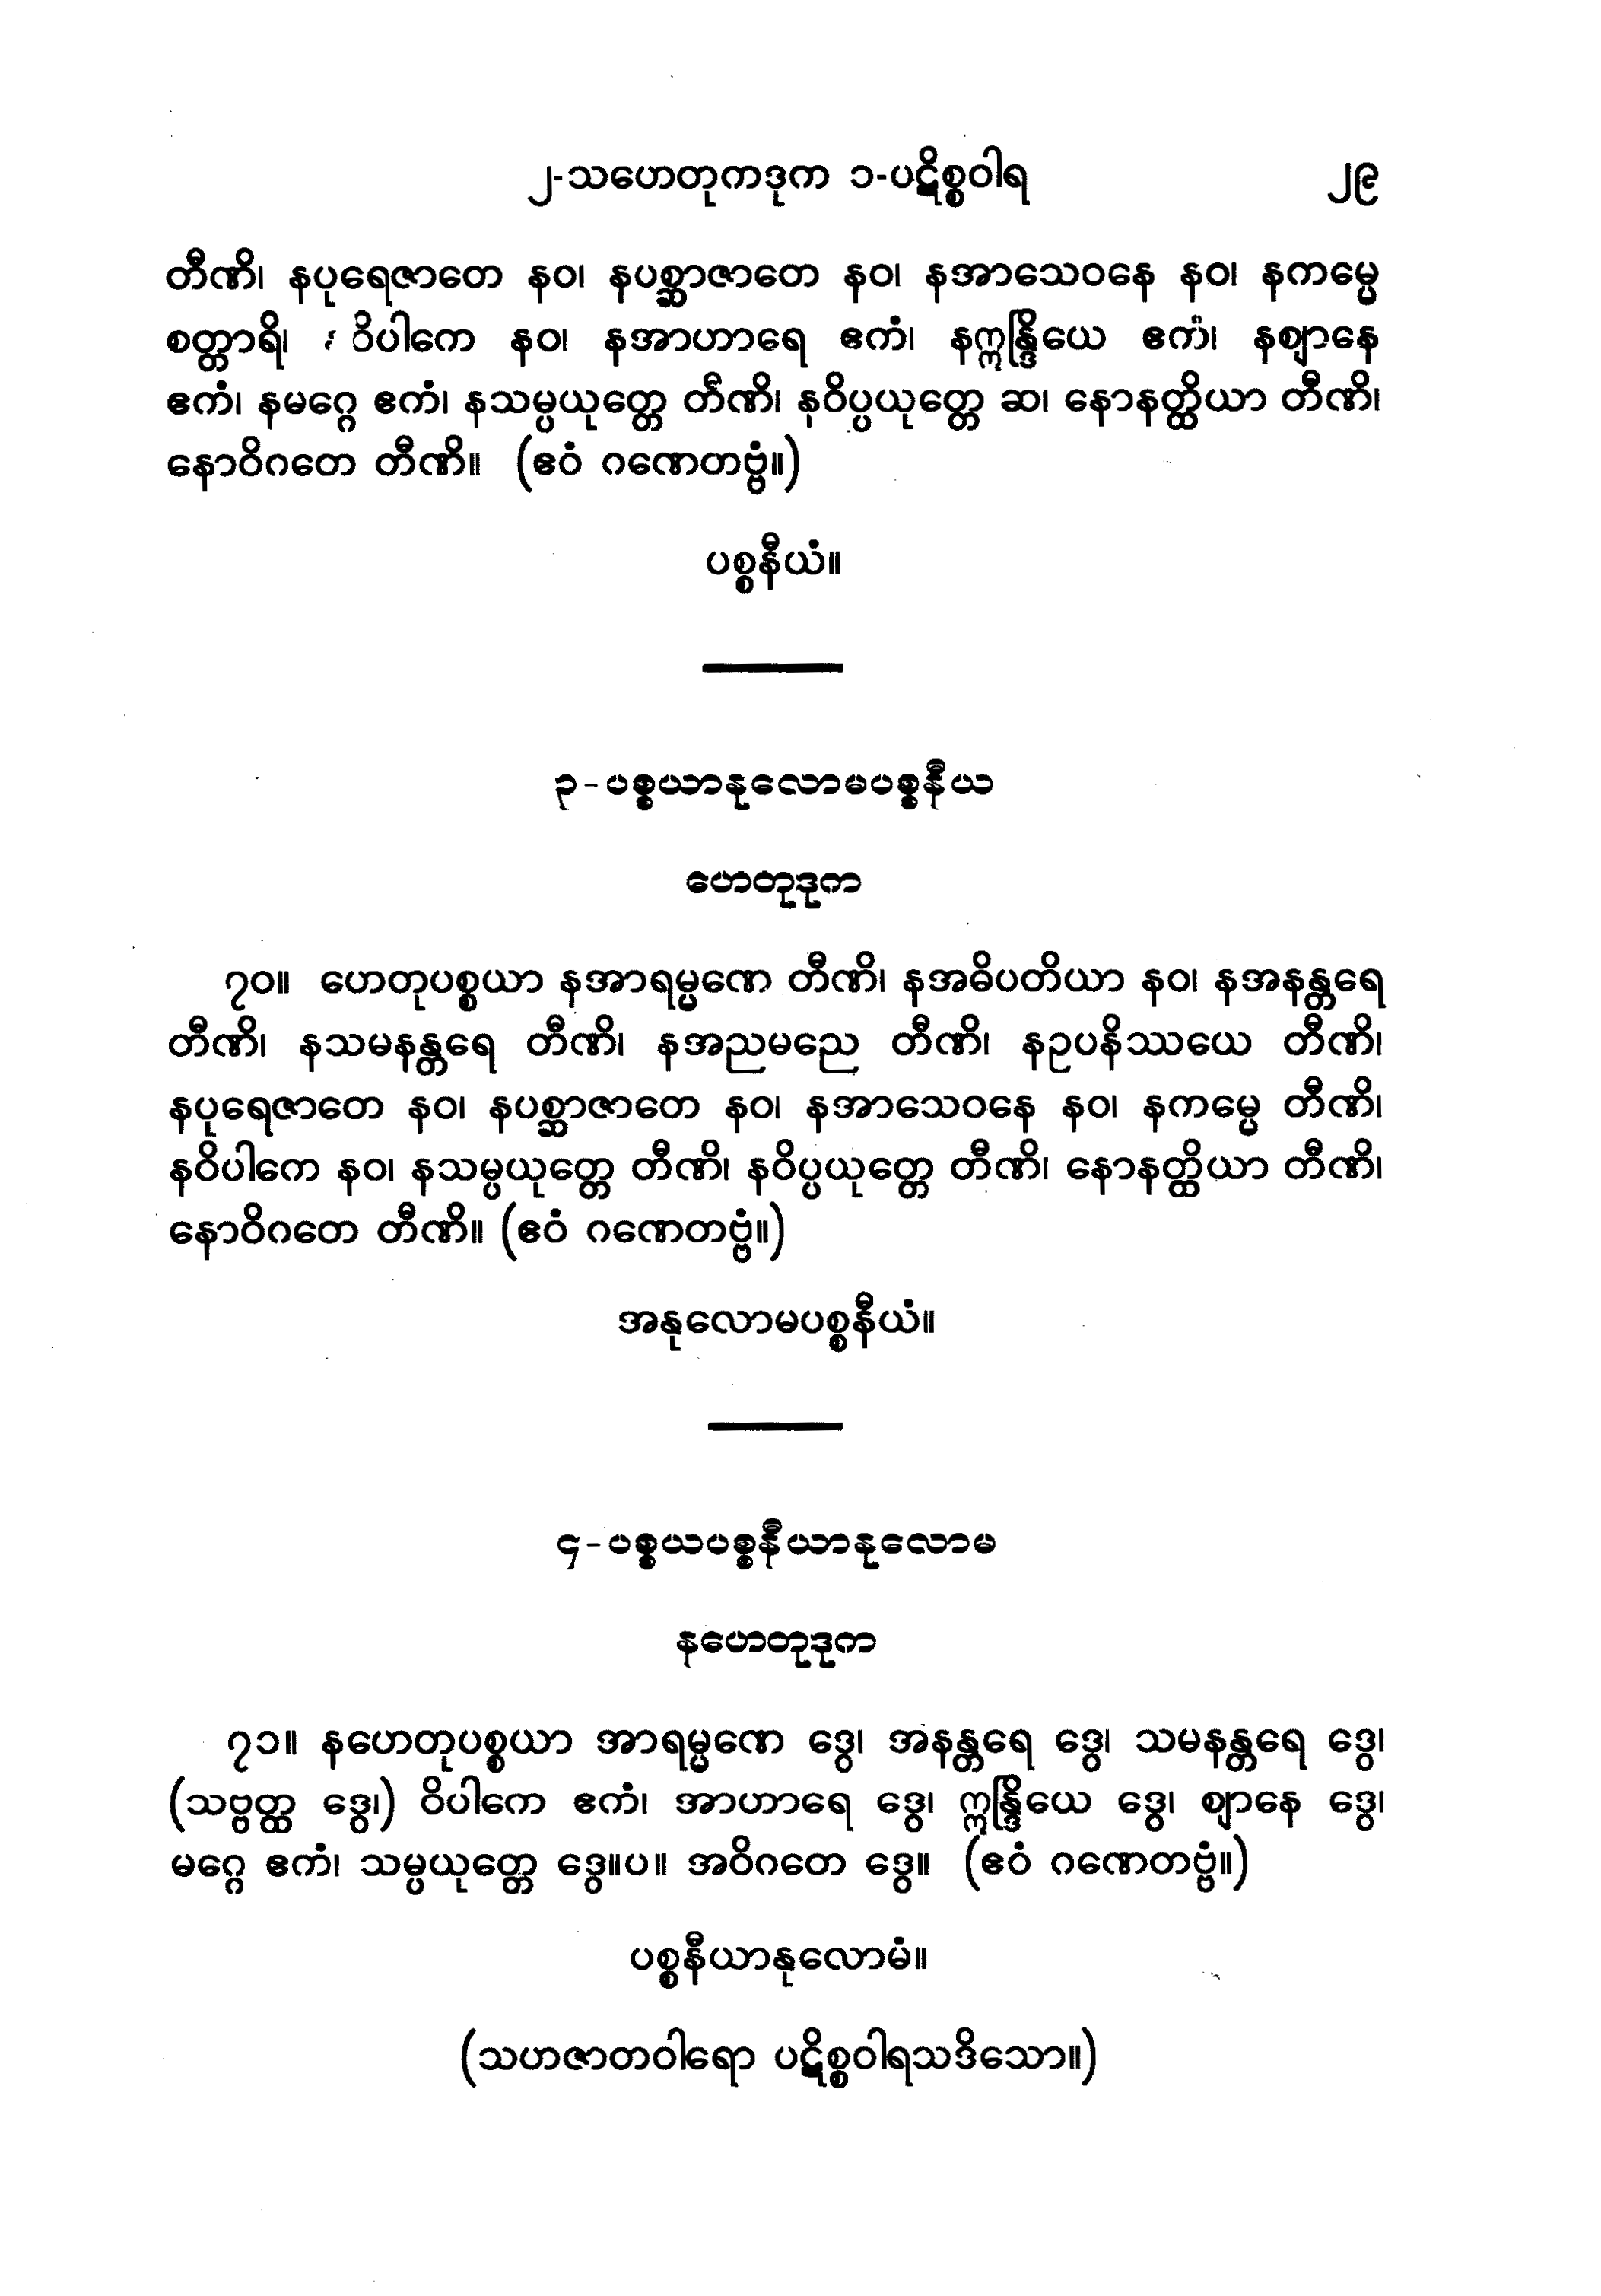 ၂-သဟေတုကဒုက ၁-ပဋိစ္စဝါရ ၂၉
တီဏိ၊ နပုရေဇာတေ နဝ၊ နပစ္ဆာဇာတေ နဝ၊ နအာသေဝနေ နဝ၊ နကမ္မေ
စတ္တာရိ၊ ဝိပါကေ နဝ၊ နအာဟာရေ ဧကံ၊ နဣန္ဒြိယေ ဧကံ၊ နဈာနေ
ဧကံ၊ နမဂ္ဂေ ဧကံ၊ နသမ္ပယုတ္တေ တီဏိ၊ နဝိပ္ပယုတ္တေ ဆ၊ နောနတ္ထိယာ တီဏိ၊
နောဝိဂတေ တီဏိ။ (ဧဝံ ဂဏေတဗ္ဗံ။)
ပစ္စနီယံ။
၃-ပစ္စယာနုလောမပစ္စနီယ
ဟေတုဒုက
၇၀။ ဟေတုပစ္စယာ နအာရမ္မဏေ တီဏိ၊ နအဓိပတိယာ နဝ၊ နအနန္တရေ
တီဏိ၊ နသမနန္တရေ တီဏိ၊ နအညမညေ တီဏိ၊ နဥပနိဿယေ တီဏိ၊
နပုရေဇာတေ နဝ၊ နပစ္ဆာဇာတေ နဝ၊ နအာသေဝနေ နဝ၊ နကမ္မေ တီဏိ၊
နဝိပါကေ နဝ၊ နသမ္ပယုတ္တေ တီဏိ၊ နဝိပ္ပယုတ္တေ တီဏိ၊ နောနတ္ထိယာ တီဏိ၊
နောဝိဂတေ တီဏိ။ (ဧဝံ ဂဏေတဗ္ဗံ။)
အနုလောမပစ္စနီယံ။
၄-ပစ္စယပစ္စနီယာနုလောမ
နဟေတုဒုက
၇၁။ နဟေတုပစ္စယာ အာရမ္မဏေ ဒွေ၊ အနန္တရေ ဒွေ၊ သမနန္တရေ ဒွေ၊
(သဗ္ဗတ္ထ ဒွေ၊) ဝိပါကေ ဧကံ၊ အာဟာရေ ဒွေ၊ ဣန္ဒြိယေ ဒွေ၊ ဈာနေ ဒွေ၊
မဂ္ဂေ ဧကံ၊ သမ္ပယုတ္တေ ဒွေ။ပ။ အဝိဂတေ ဒွေ။ (ဧဝံ ဂဏေတဗ္ဗံ။)
ပစ္စနီယာနုလောမံ။
(သဟဇာတဝါရော ပဋိစ္စဝါရသဒိသော။)